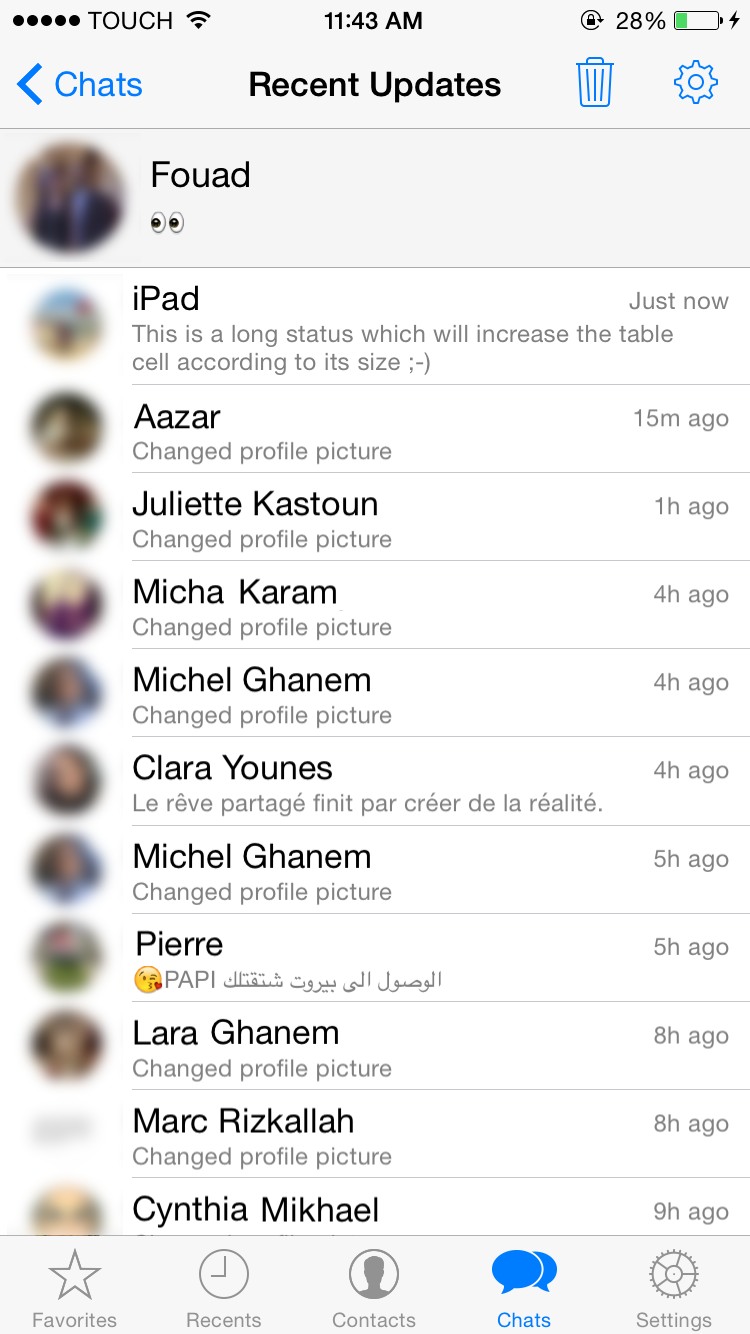 TOUCH 11:43 AM 28%
Chats Recent Updates
Fouad
👀
iPad Just now
This is a long status which will increase the table
cell according to its size ;-)
Aazar 15m ago
Changed profile picture
Juliette Kastoun 1h ago
Changed profile picture
Micha Karam 4h ago
Changed profile picture
Michel Ghanem 4h ago
Changed profile picture
Clara Younes 4h ago
Le rêve partagé finit par créer de la réalité.
Michel Ghanem 5h ago
Changed profile picture
Pierre 5h ago
😘PAPI الوصول الى بيروت شتقتلك
Lara Ghanem 8h ago
Changed profile picture
Marc Rizkallah 8h ago
Changed profile picture
Cynthia Mikhael 9h ago
Favorites Recents Contacts Chats Settings